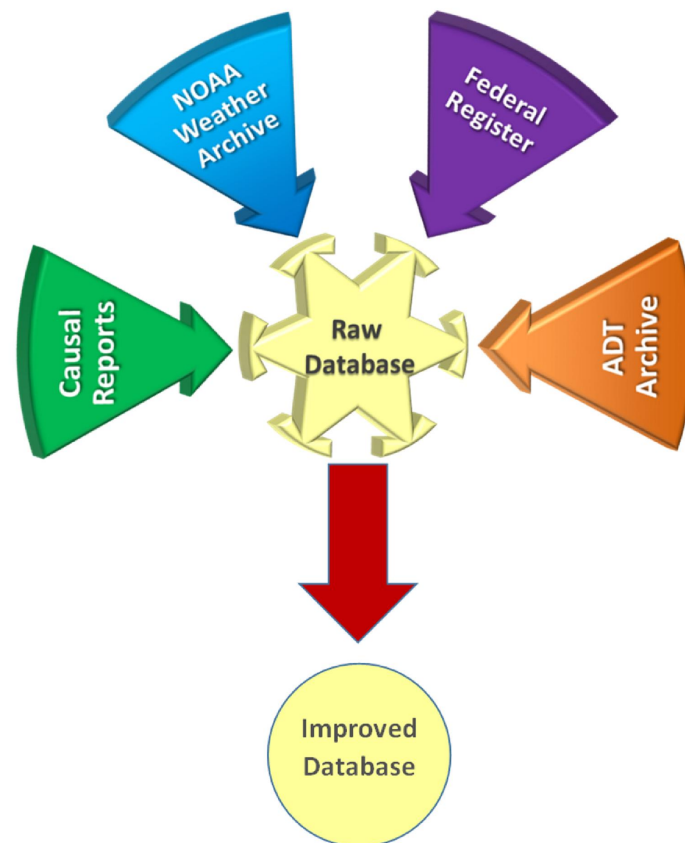 NOAA
Weather
Archive
Federal
Register
Causal
Reports
Raw
Database
ADT
Archive
Improved
Database